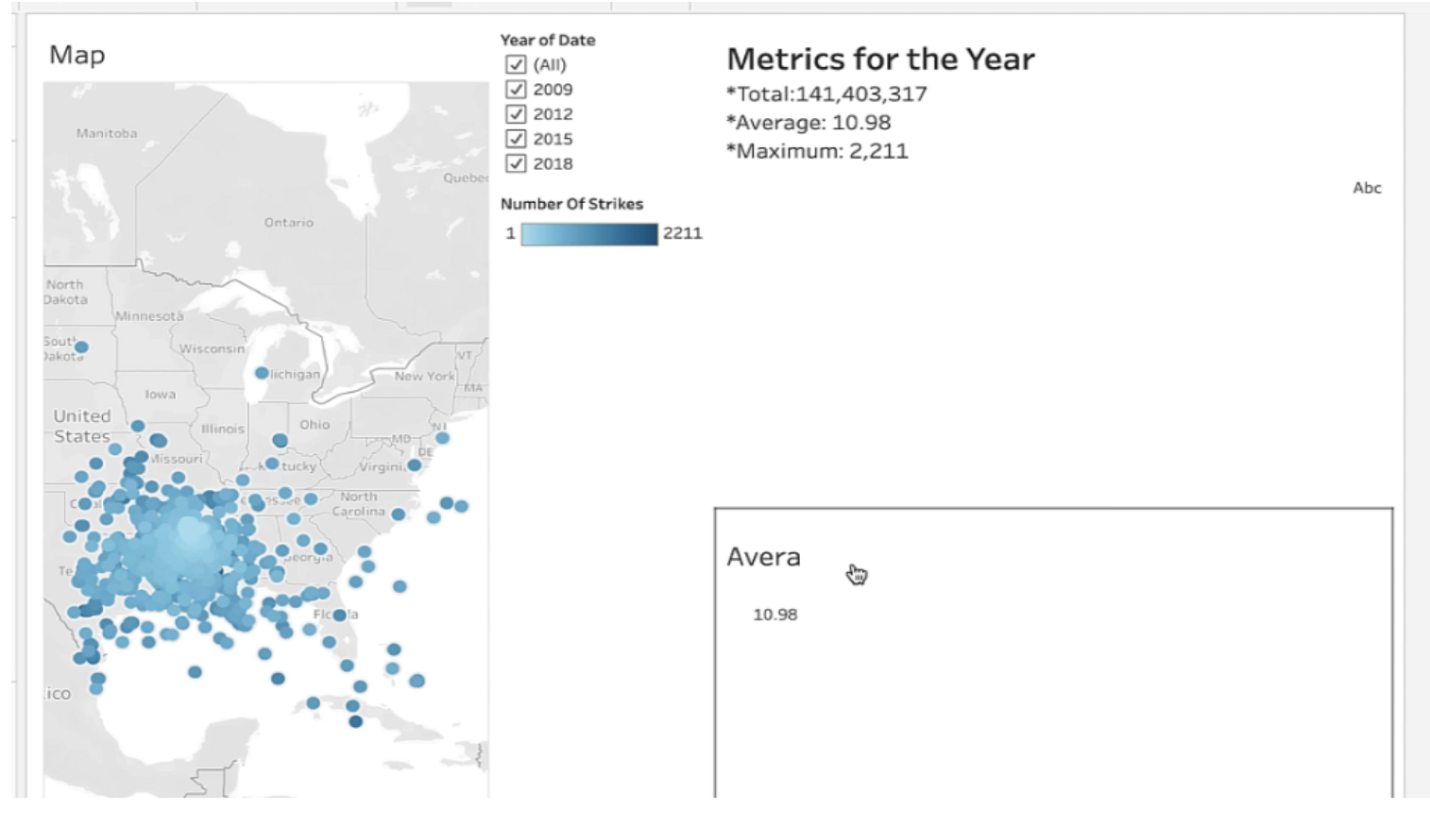 Map
Manitoba
Quebec
Ontario
North
Dakota
Minnesota
South
Dakota
Wisconsin
Michigan
VT
New York
MA
Iowa
United
States
Illinois
Ohio
NJ
MD
DE
Missouri
Kentucky
Virginia
Tennessee
North
Carolina
Georgia
Te
Florida
ico
Year of Date
(All)
2009
2012
2015
2018
Number Of Strikes
1
2211
Metrics for the Year
*Total:141,403,317
*Average: 10.98
*Maximum: 2,211
Abc
Avera
10.98